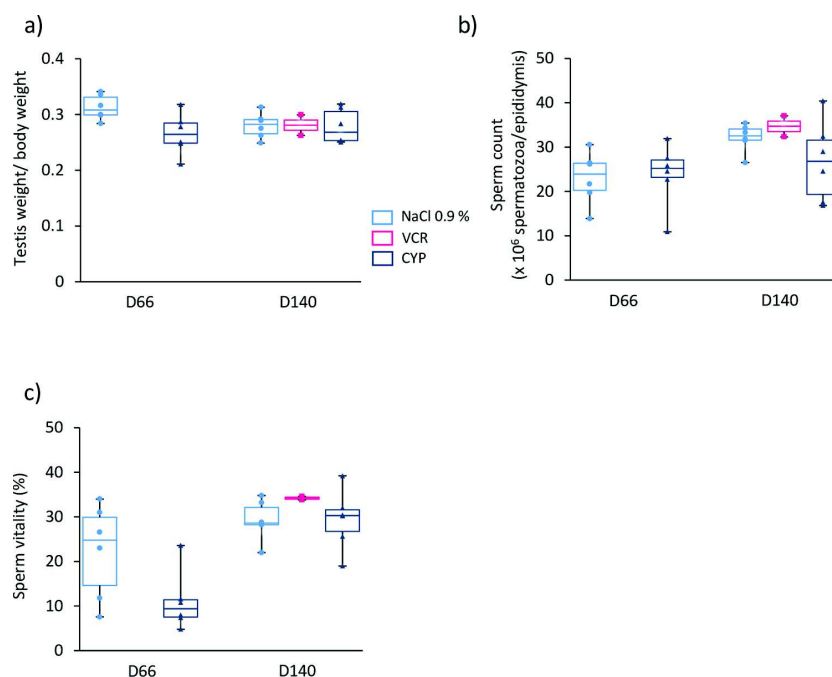 a)
Testis weight/ body weight
0.4
0.3
0.2
0.1
0
D66
D140
NaCl 0.9 %
VCR
CYP
b)
Sperm count
(x 10⁶ spermatozoa/epididymis)
50
40
30
20
10
0
D66
D140
c)
Sperm vitality (%)
50
40
30
20
10
0
D66
D140